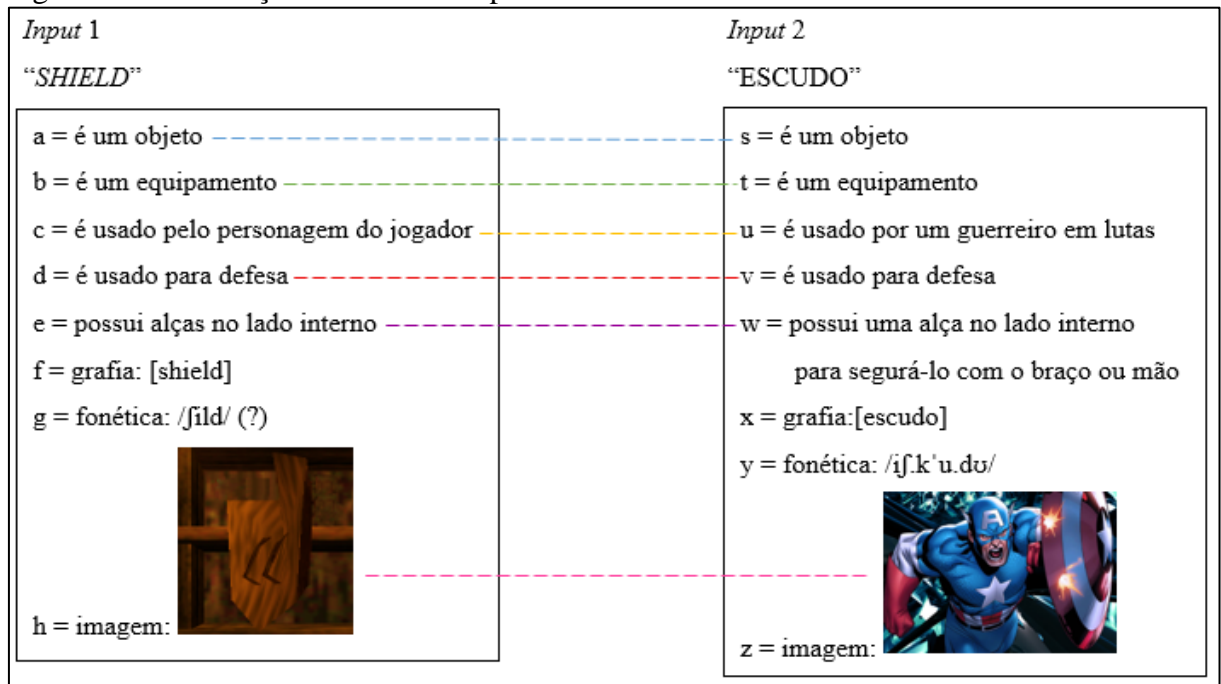 Input 1
“SHIELD”
a = é um objeto
b = é um equipamento
c = é usado pelo personagem do jogador
d = é usado para defesa
e = possui alças no lado interno
f = grafia: [shield]
g = fonética: /ʃild/ (?)
h = imagem:
Input 2
“ESCUDO”
s = é um objeto
t = é um equipamento
u = é usado por um guerreiro em lutas
v = é usado para defesa
w = possui uma alça no lado interno
para segurá-lo com o braço ou mão
x = grafia:[escudo]
y = fonética: /iʃ.kˈu.dʊ/
A
z = imagem: